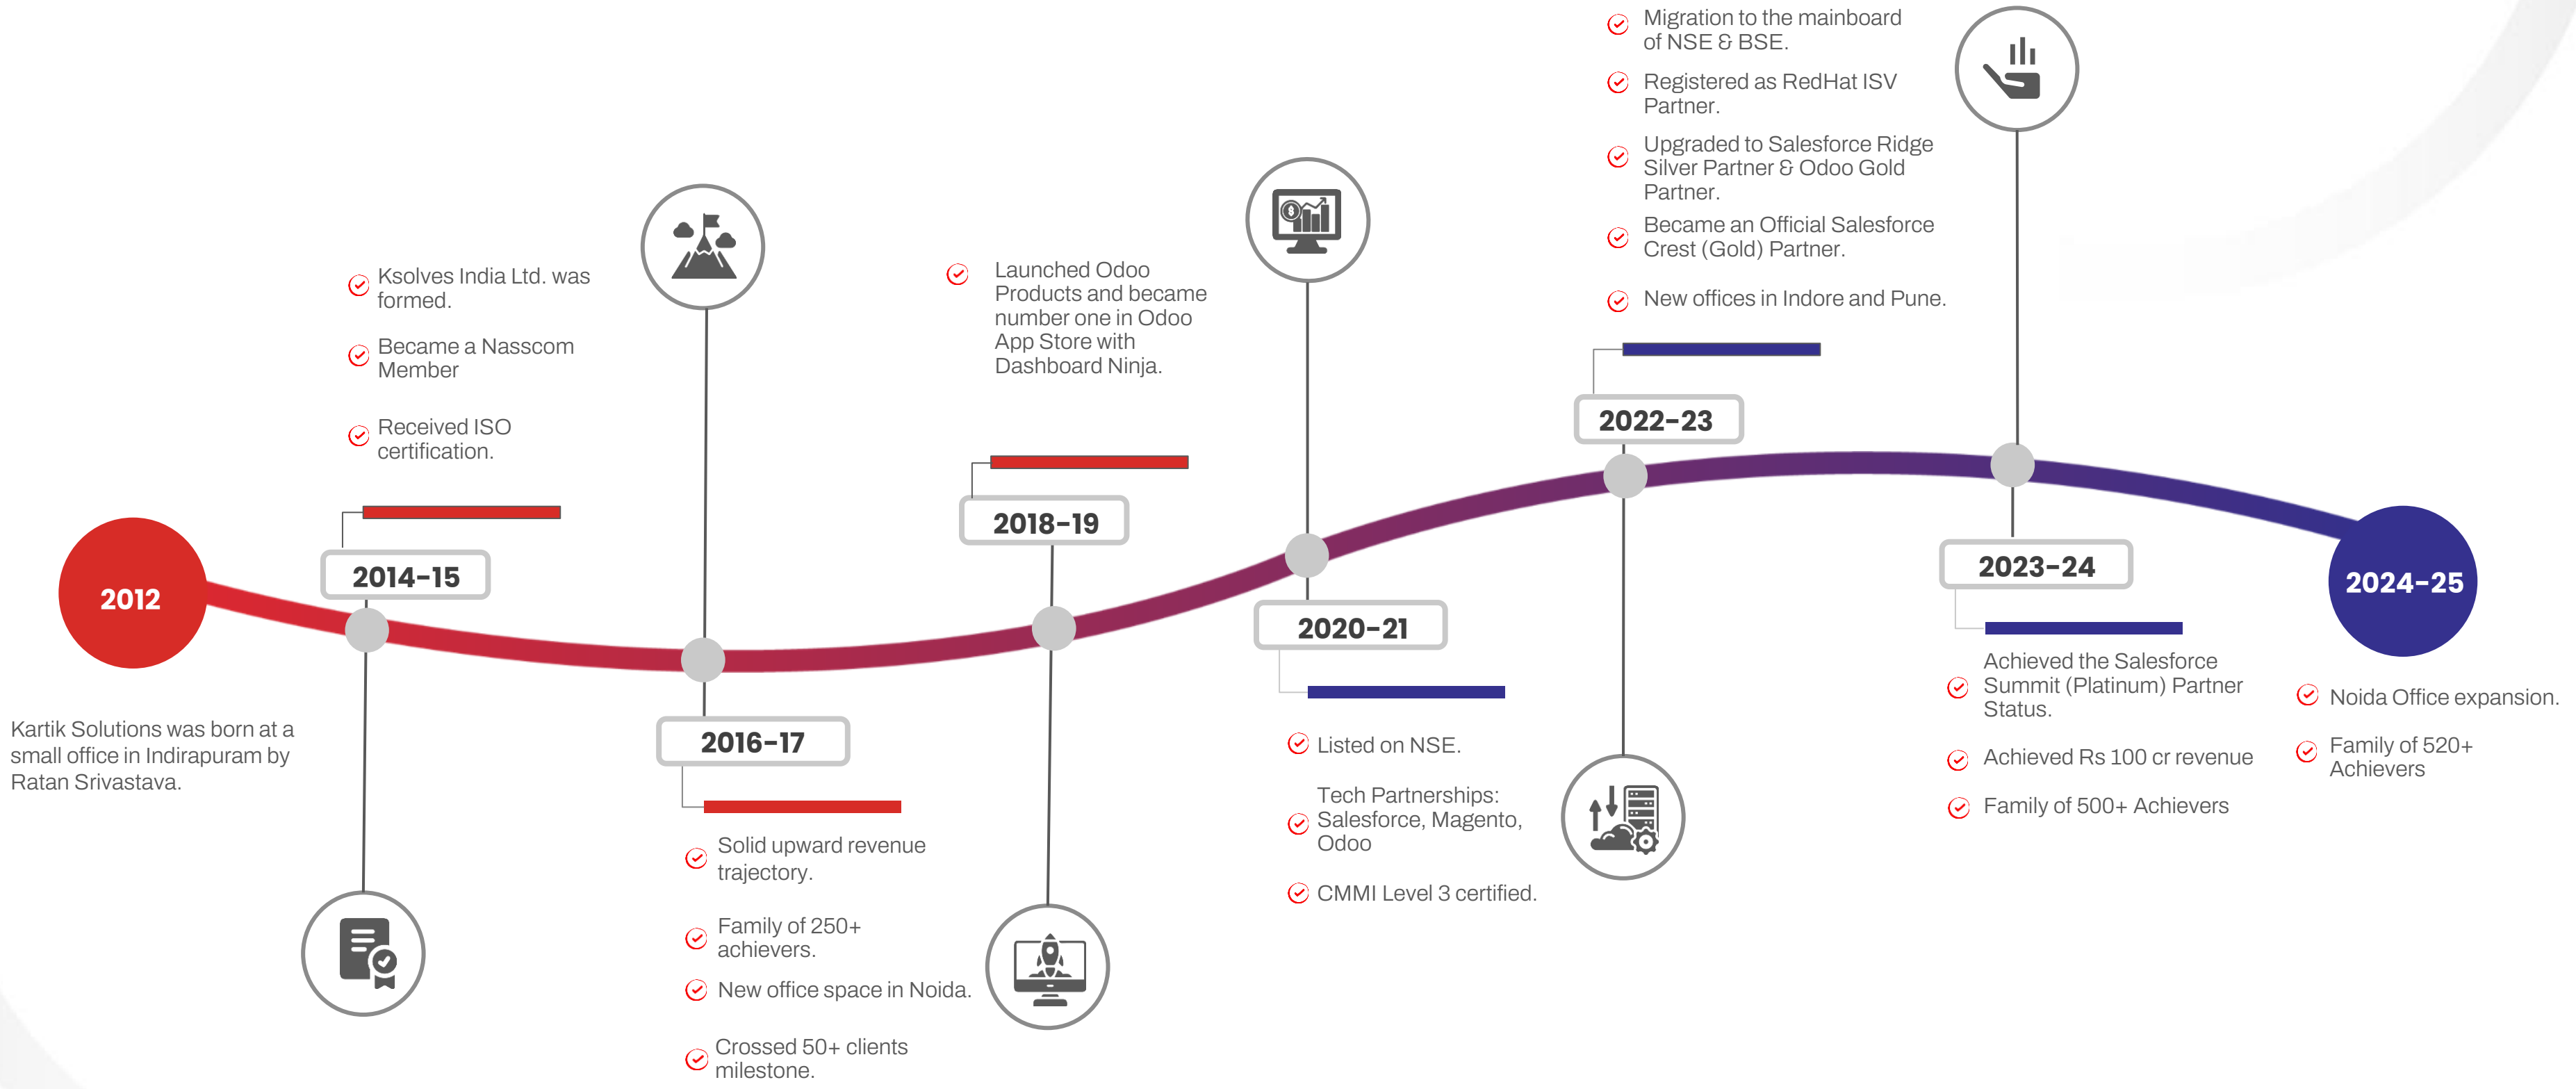 2012
Kartik Solutions was born at a
small office in Indirapuram by
Ratan Srivastava.
Ksolves India Ltd. was
formed.
Became a Nasscom
Member
Received ISO
certification.
2014-15
2016-17
Solid upward revenue
trajectory.
Family of 250+
achievers.
New office space in Noida.
Crossed 50+ clients
milestone.
Launched Odoo
Products and became
number one in Odoo
App Store with
Dashboard Ninja.
2018-19
2020-21
Listed on NSE.
Tech Partnerships:
Salesforce, Magento,
Odoo
CMMI Level 3 certified.
Migration to the mainboard
of NSE & BSE.
Registered as RedHat ISV
Partner.
Upgraded to Salesforce Ridge
Silver Partner & Odoo Gold
Partner.
Became an Official Salesforce
Crest (Gold) Partner.
New offices in Indore and Pune.
2022-23
2023-24
Achieved the Salesforce
Summit (Platinum) Partner
Status.
Achieved Rs 100 cr revenue
Family of 500+ Achievers
2024-25
Noida Office expansion.
Family of 520+
Achievers